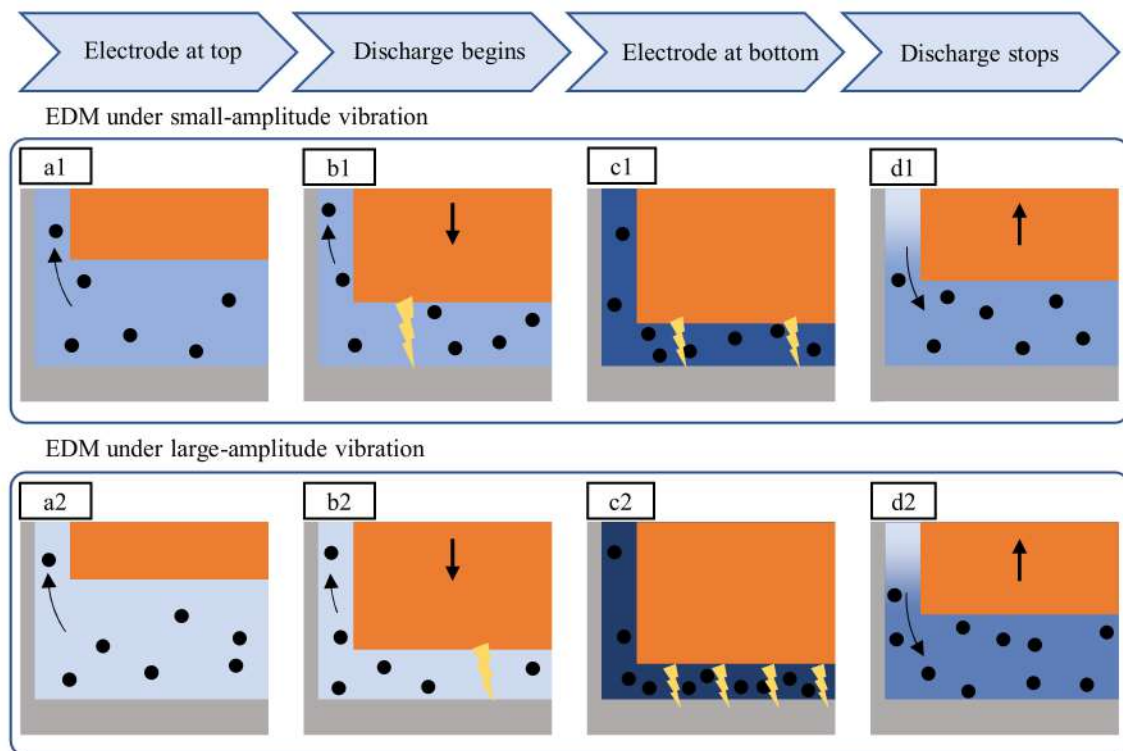 Electrode at top
Discharge begins
Electrode at bottom
Discharge stops
EDM under small-amplitude vibration
a1
b1
c1
d1
EDM under large-amplitude vibration
a2
b2
c2
d2